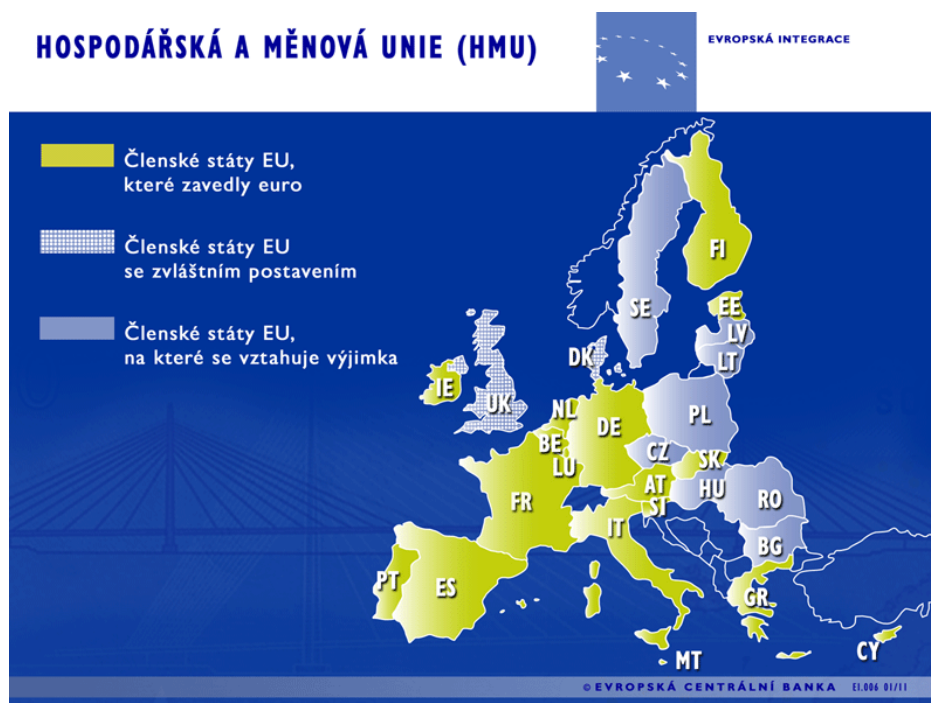 HOSPODÁŘSKÁ A MĚNOVÁ UNIE (HMU)
EVROPSKÁ INTEGRACE
Členské státy EU,
které zavedly euro
Členské státy EU
se zvláštním postavením
Členské státy EU,
na které se vztahuje výjimka
FI
EE
SE
LV
LT
DK
IE
UK
NL
DE
PL
BE
CZ
LU
SK
AT
HU
FR
SI
RO
IT
BG
PT
ES
GR
CY
MT
© EVROPSKÁ CENTRÁLNÍ BANKA EI.006 01/11